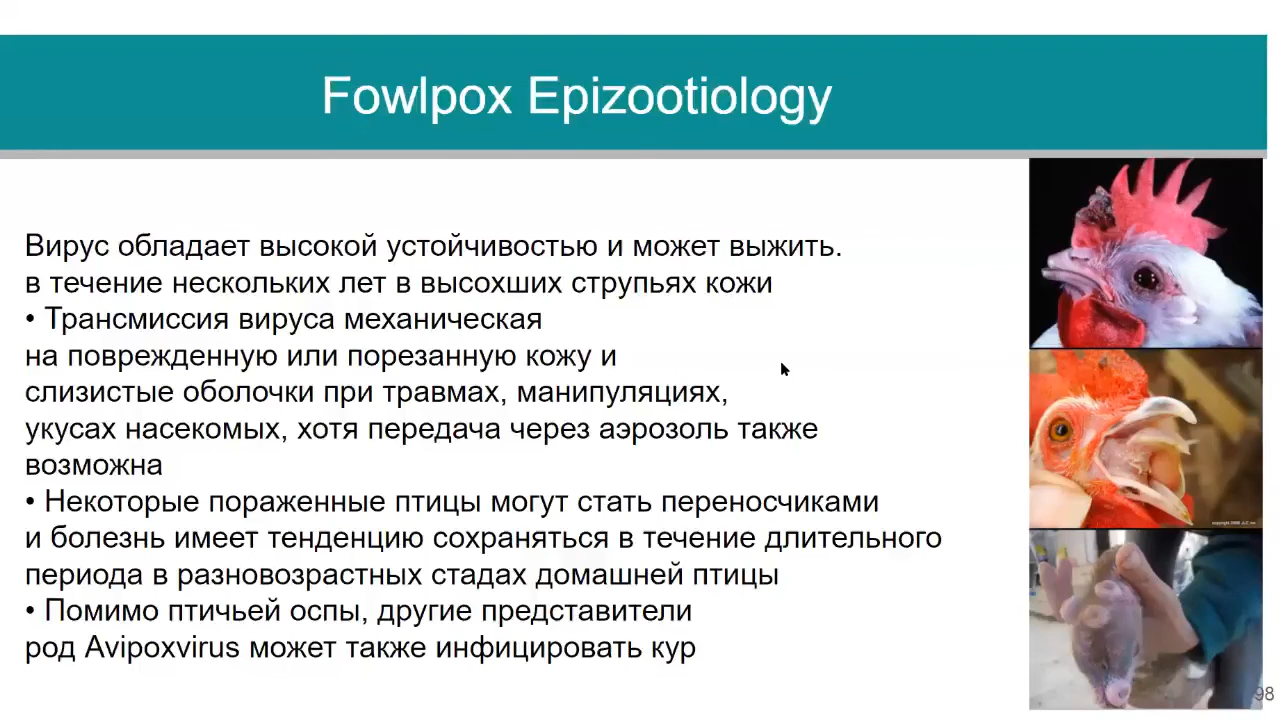 Fowlpox Epizootiology
Вирус обладает высокой устойчивостью и может выжить.
в течение нескольких лет в высохших струпьях кожи
• Трансмиссия вируса механическая
на поврежденную или порезанную кожу и
слизистые оболочки при травмах, манипуляциях,
укусах насекомых, хотя передача через аэрозоль также
возможна
• Некоторые пораженные птицы могут стать переносчиками
и болезнь имеет тенденцию сохраняться в течение длительного
периода в разновозрастных стадах домашней птицы
• Помимо птичьей оспы, другие представители
род Avipoxvirus может также инфицировать кур
98